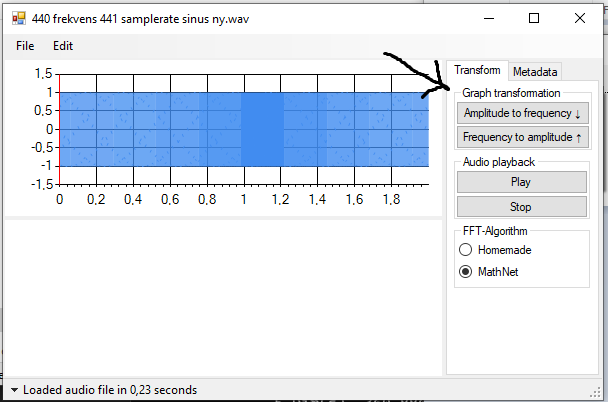 440 frekvens 441 samplerate sinus ny.wav
File Edit
1,5
1
0,5
0
-0,5
-1
-1,5
0 0,2 0,4 0,6 0,8 1 1,2 1,4 1,6 1,8
Transform Metadata
Graph transformation
Amplitude to frequency ↓
Frequency to amplitude ↑
Audio playback
Play
Stop
FFT-Algorithm
Homemade
MathNet
Loaded audio file in 0,23 seconds